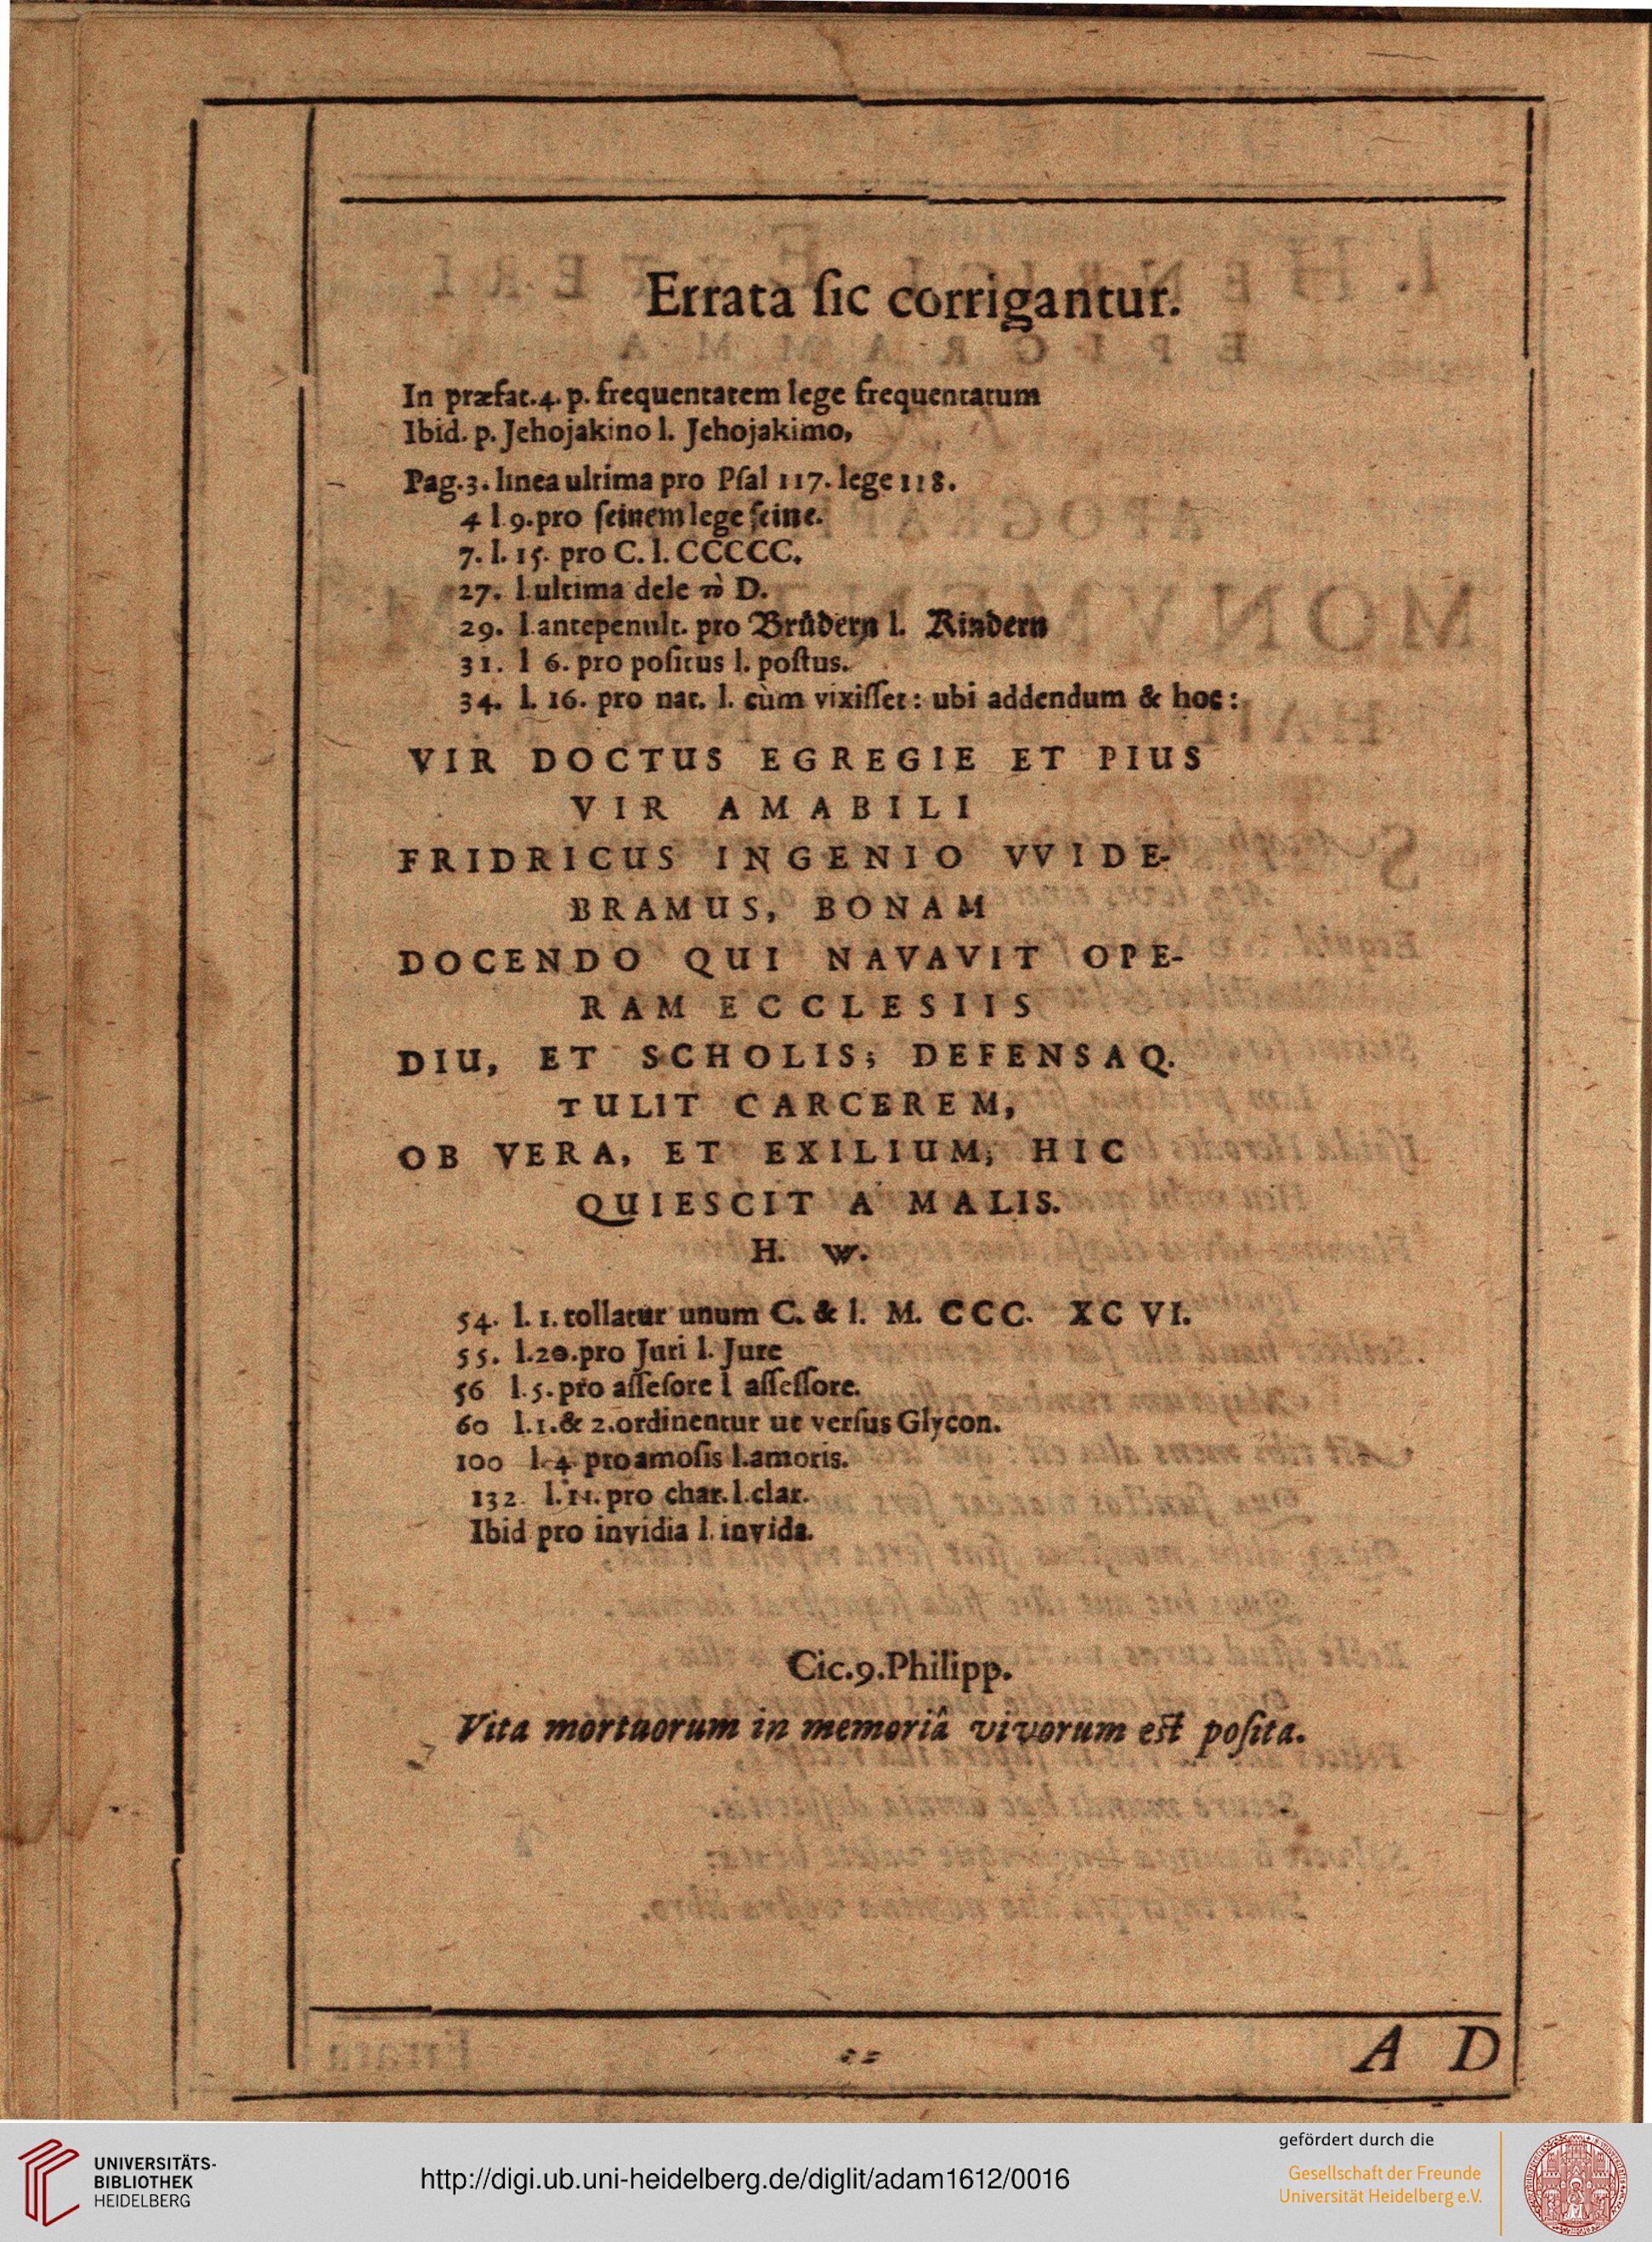 Errata ſic corrigantur.
In præfat. 4. p. frequentatem lege frequentatum
Ibid. p. Jehojakino l. Jehojakimo,
Pag. 3. linea ultima pro Pſal 117. lege 118.
4 l. 9. pro ſeinem lege ſeine.
7. l. 15. pro C. l. CCCCC.
27. l. ultima dele τὸ D.
29. l. antepenult. pro Brůdern l. Kindern
31. l 6. pro poſitus l. poſtus.
34. l. 16. pro nat. l. cùm vixiſſet: ubi addendum & hoc:
VIR DOCTUS EGREGIE ET PIUS
VIR AMABILI
FRIDRICUS INGENIO VVIDE-
BRAMUS, BONAM
DOCENDO QUI NAVAVIT OPE-
RAM ECCLESIIS
DIU, ET SCHOLIS; DEFENSAQ.
TULIT CARCEREM,
OB VERA, ET EXILIUM, HIC
QUIESCIT A MALIS.
H. W.
54. l. 1. tollatur unum C. & l. M. CCC. XC VI.
55. l. 20. pro Juri l. Jure
56 l. 5. pro aſſeſore l aſſeſſore.
60 l. 1. & 2. ordinentur ut verſus Glycon.
100 l. 4. pro amoſis l. amoris.
132. l. 11. pro char. l. clar.
Ibid pro invidia l. invida.
Cic. 9. Philipp.
Vita mortuorum in memoriâ vivorum eſt poſita.
A D
UNIVERSITÄTS-
BIBLIOTHEK
HEIDELBERG
http://digi.ub.uni-heidelberg.de/diglit/adam1612/0016
gefördert durch die
Gesellschaft der Freunde
Universität Heidelberg e.V.